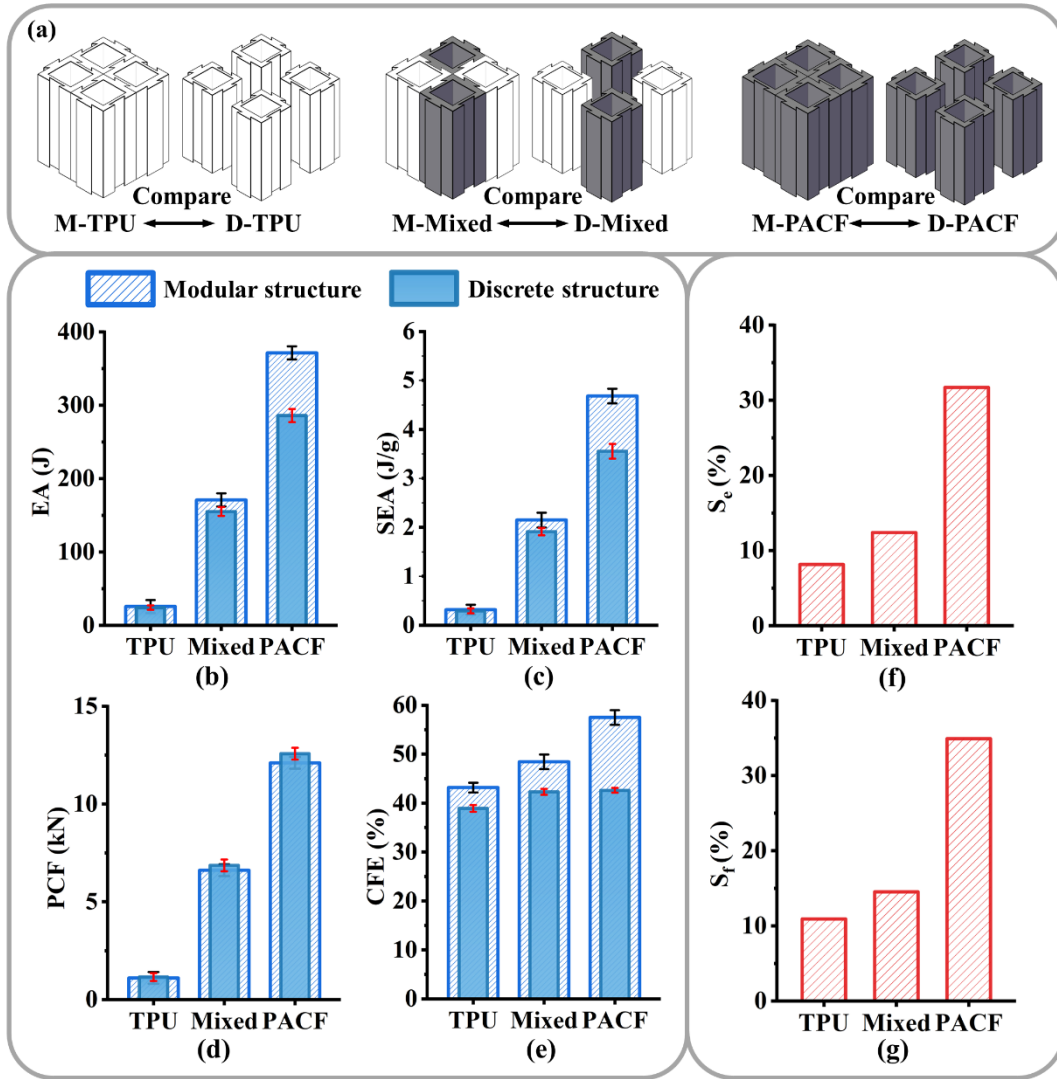 (a)
Compare
M-TPU D-TPU
Compare
M-Mixed D-Mixed
Compare
M-PACF D-PACF
Modular structure
Discrete structure
EA (J)
400
300
200
100
0
TPU Mixed PACF
(b)
SEA (J/g)
6
5
4
3
2
1
0
TPU Mixed PACF
(c)
PCF (kN)
15
10
5
0
TPU Mixed PACF
(d)
CFE (%)
60
50
40
30
20
10
0
TPU Mixed PACF
(e)
Se (%)
40
30
20
10
0
TPU Mixed PACF
(f)
Sf (%)
40
30
20
10
0
TPU Mixed PACF
(g)